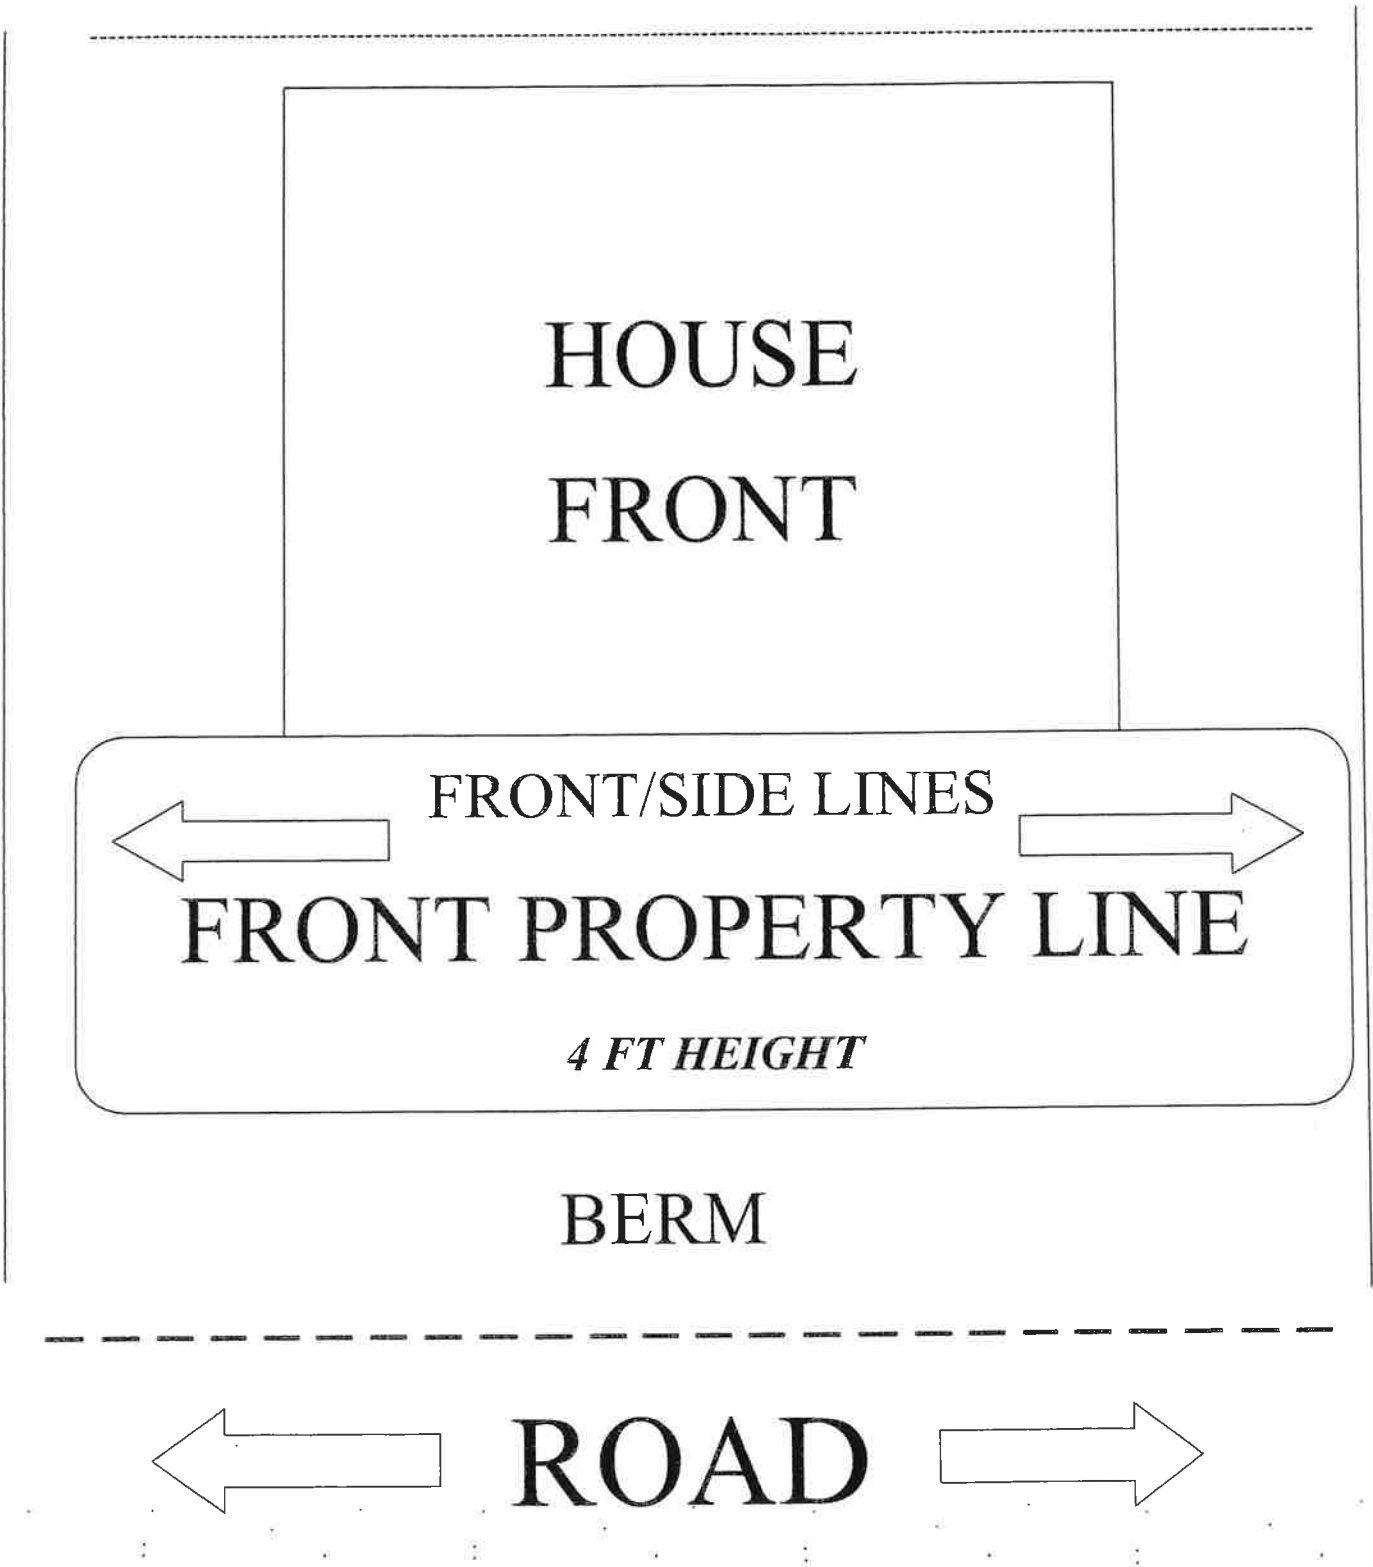 HOUSE
FRONT
FRONT/SIDE LINES
FRONT PROPERTY LINE
4 FT HEIGHT
BERM
ROAD